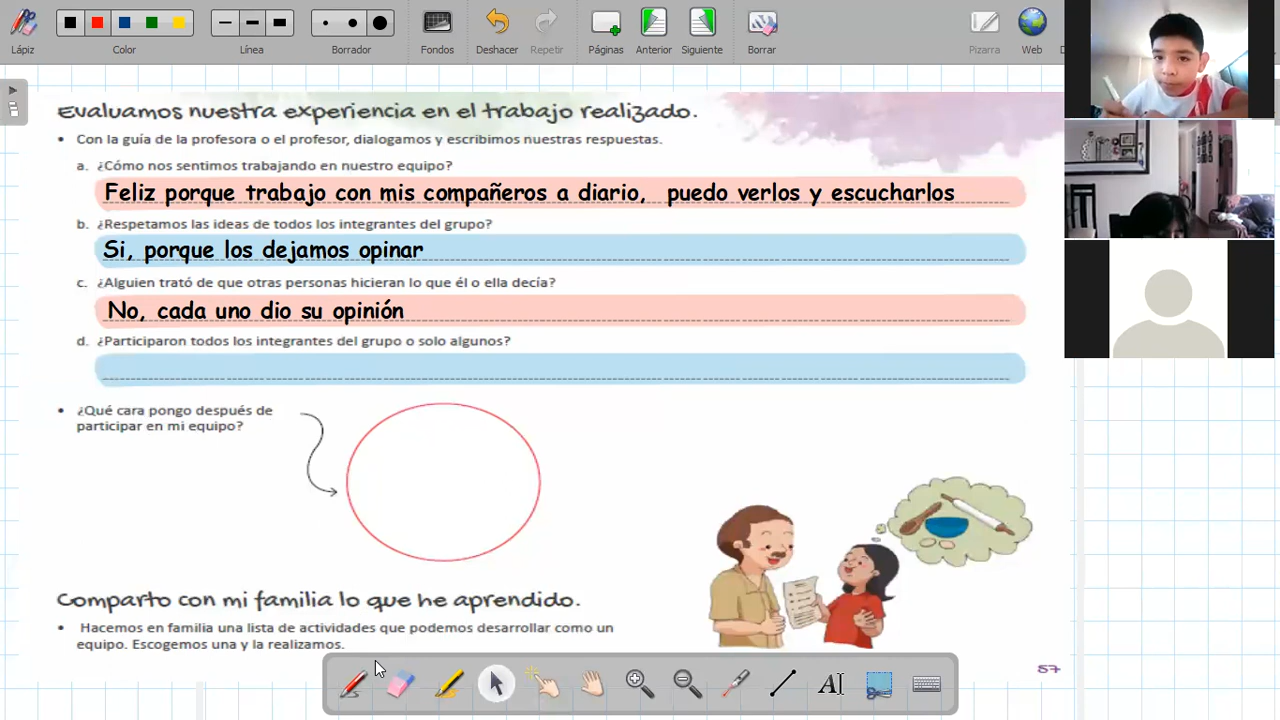 Lápiz
Color
Línea
Borrador
Fondos
Deshacer
Repetir
Páginas
Anterior
Siguiente
Borrar
Pizarra
Web
Evaluamos nuestra experiencia en el trabajo realizado.
• Con la guía de la profesora o el profesor, dialogamos y escribimos nuestras respuestas.
a. ¿Cómo nos sentimos trabajando en nuestro equipo?
Feliz porque trabajo con mis compañeros a diario, puedo verlos y escucharlos
b. ¿Respetamos las ideas de todos los integrantes del grupo?
Si, porque los dejamos opinar
c. ¿Alguien trató de que otras personas hicieran lo que él o ella decía?
No, cada uno dio su opinión
d. ¿Participaron todos los integrantes del grupo o solo algunos?
• ¿Qué cara pongo después de
participar en mi equipo?
Comparto con mi familia lo que he aprendido.
• Hacemos en familia una lista de actividades que podemos desarrollar como un
equipo. Escogemos una y la realizamos.
57